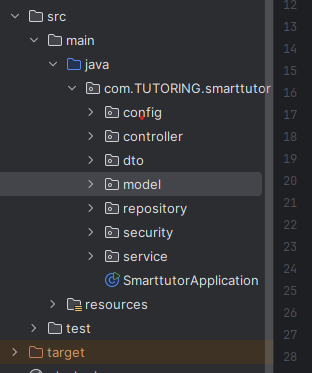 src
main
java
com.TUTORING.smarttutor
config
controller
dto
model
repository
security
service
SmarttutorApplication
resources
test
target
12
13
14
15
16
17
18
19
20
21
22
23
24
25
26
27
28